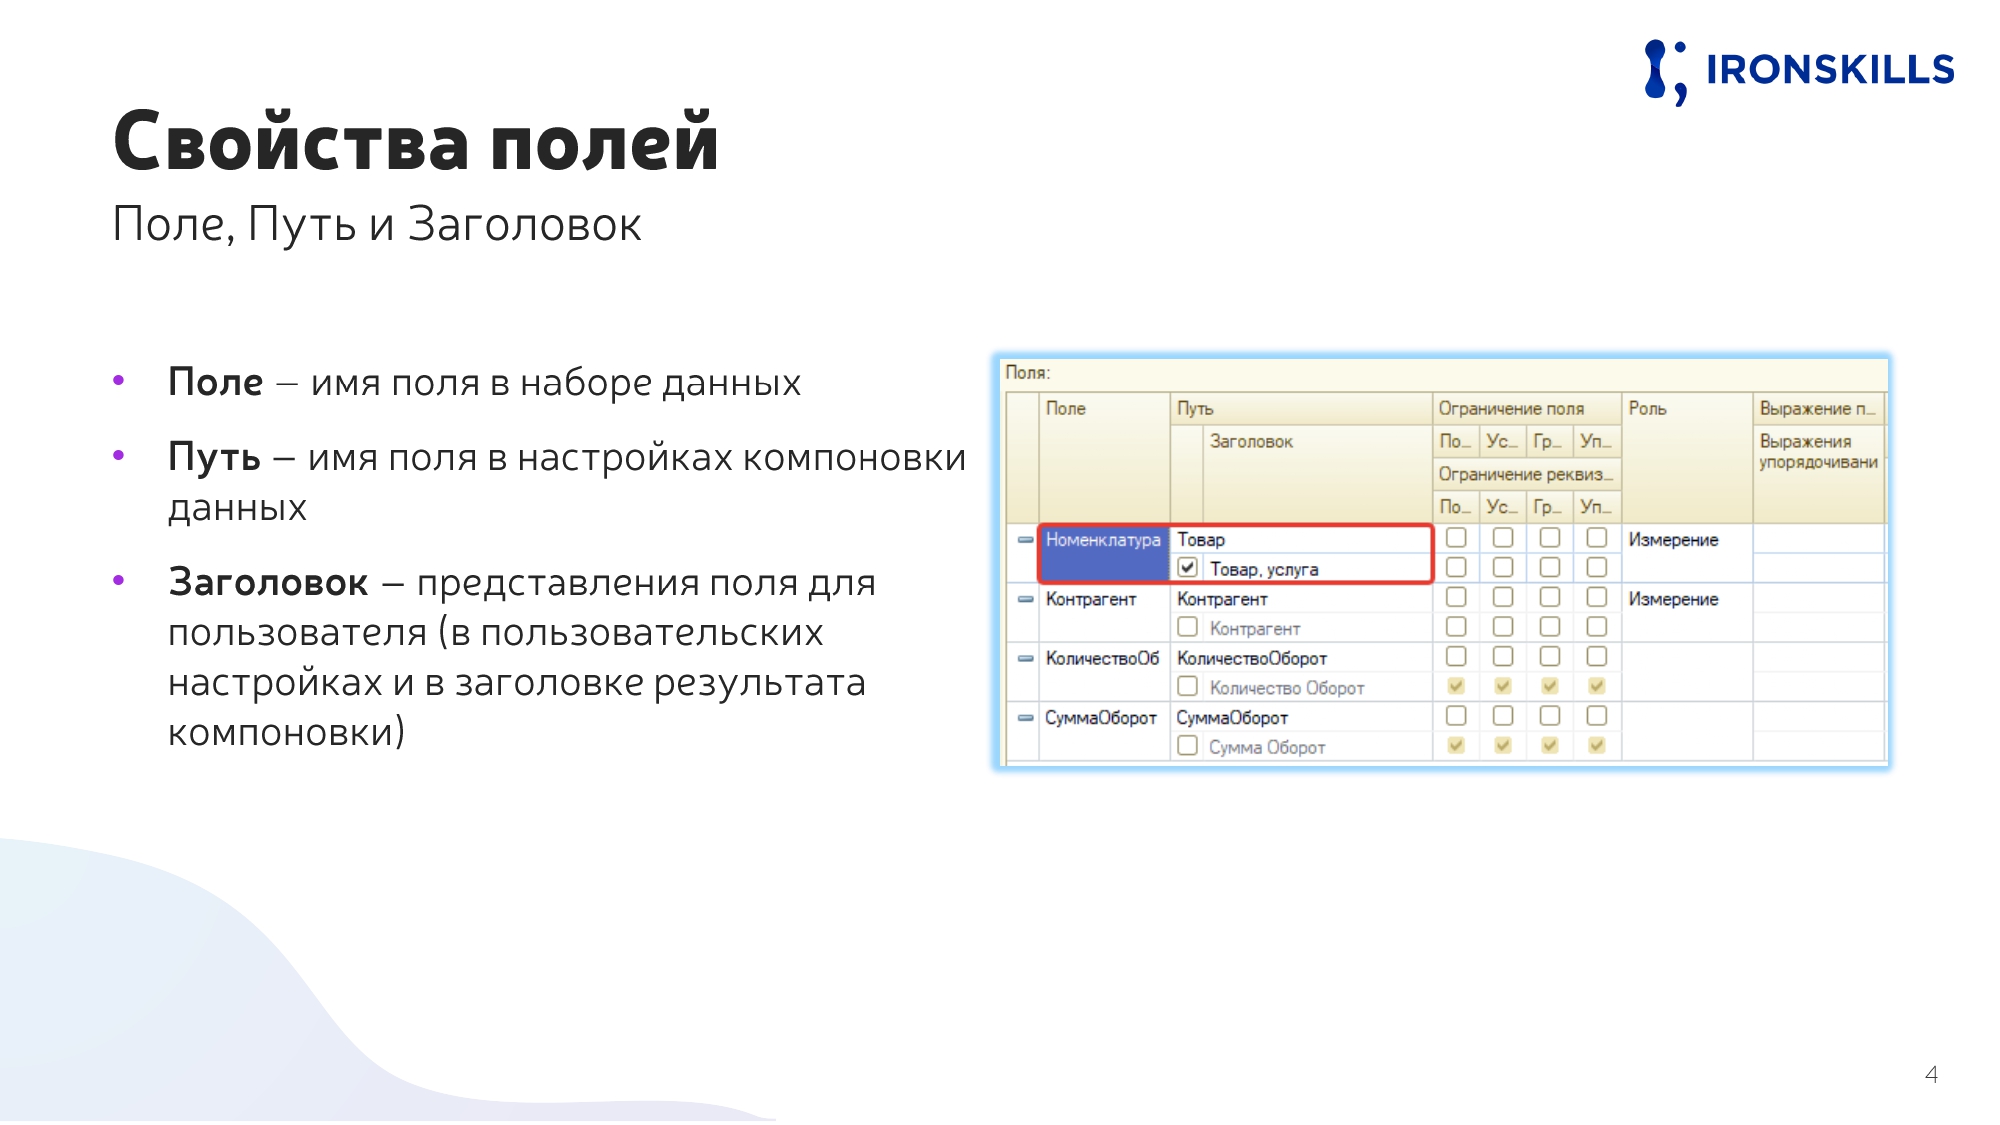 IRONSKILLS
Свойства полей
Поле, Путь и Заголовок
• Поле – имя поля в наборе данных
• Путь – имя поля в настройках компоновки
данных
• Заголовок – представления поля для
пользователя (в пользовательских
настройках и в заголовке результата
компоновки)
Поля:
Поле Путь Ограничение поля Роль Выражение п...
Заголовок По... Ус... Гр... Уп... Выражения
упорядочивани
Ограничение реквиз...
По... Ус... Гр... Уп...
Номенклатура Товар Измерение
Товар, услуга
Контрагент Контрагент Измерение
Контрагент
КоличествоОб КоличествоОборот
Количество Оборот
СуммаОборот СуммаОборот
Сумма Оборот
4